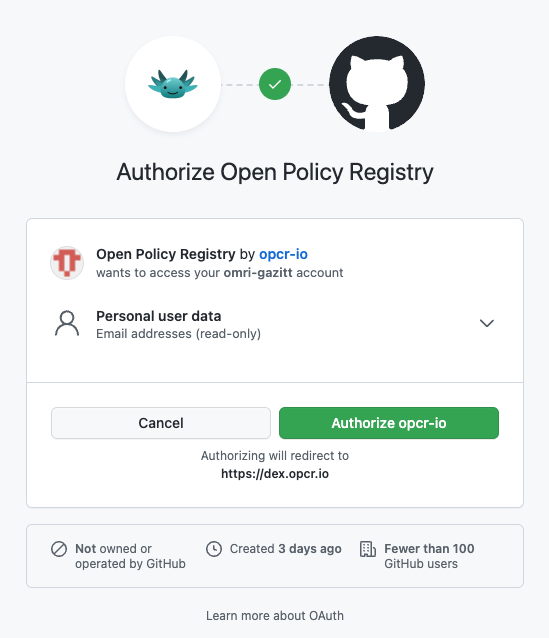 Authorize Open Policy Registry
Open Policy Registry by opcr-io
wants to access your omri-gazitt account
Personal user data
Email addresses (read-only)
Cancel
Authorize opcr-io
Authorizing will redirect to
https://dex.opcr.io
Not owned or
operated by GitHub
Created 3 days ago
Fewer than 100
GitHub users
Learn more about OAuth